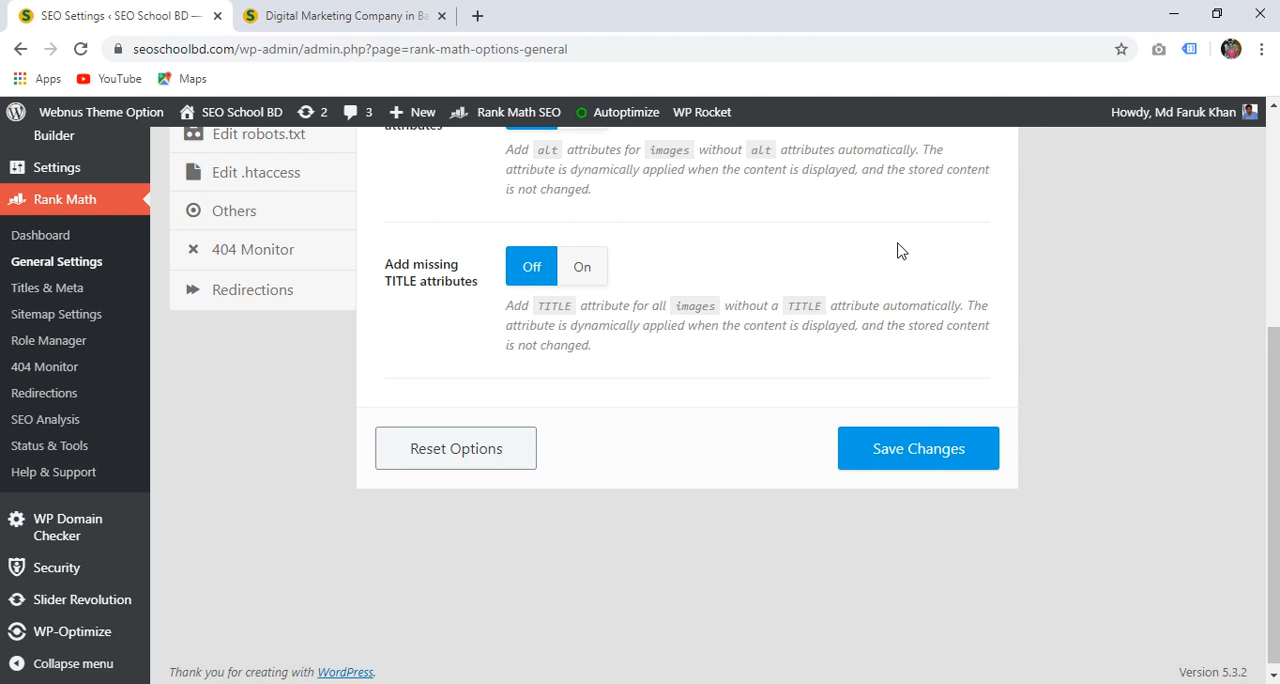 SEO Settings ‹ SEO School BD —
Digital Marketing Company in Ba
seoschoolbd.com/wp-admin/admin.php?page=rank-math-options-general
Apps YouTube Maps
Webnus Theme Option SEO School BD 2 3 New Rank Math SEO Autoptimize WP Rocket Howdy, Md Faruk Khan
Builder
Settings
Rank Math
Dashboard
General Settings
Titles & Meta
Sitemap Settings
Role Manager
404 Monitor
Redirections
SEO Analysis
Status & Tools
Help & Support
WP Domain
Checker
Security
Slider Revolution
WP-Optimize
Collapse menu
Edit robots.txt
Edit .htaccess
Others
404 Monitor
Redirections
attributes
Add alt attributes for images without alt attributes automatically. The
attribute is dynamically applied when the content is displayed, and the stored content
is not changed.
Add missing
TITLE attributes
Off On
Add TITLE attribute for all images without a TITLE attribute automatically. The
attribute is dynamically applied when the content is displayed, and the stored content
is not changed.
Reset Options
Save Changes
Thank you for creating with WordPress.
Version 5.3.2